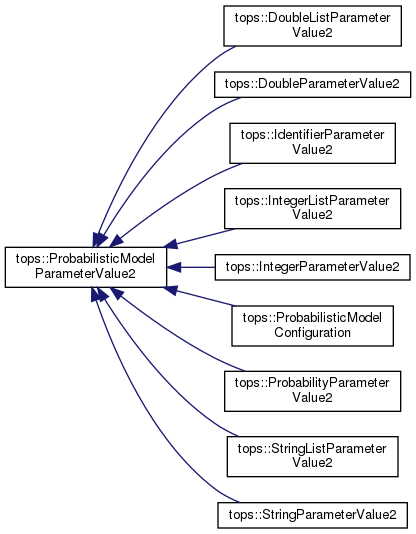 tops::DoubleListParameter
Value2
tops::DoubleParameterValue2
tops::IdentifierParameter
Value2
tops::IntegerListParameter
Value2
tops::ProbabilisticModel
ParameterValue2
tops::IntegerParameterValue2
tops::ProbabilisticModel
Configuration
tops::ProbabilityParameter
Value2
tops::StringListParameter
Value2
tops::StringParameterValue2